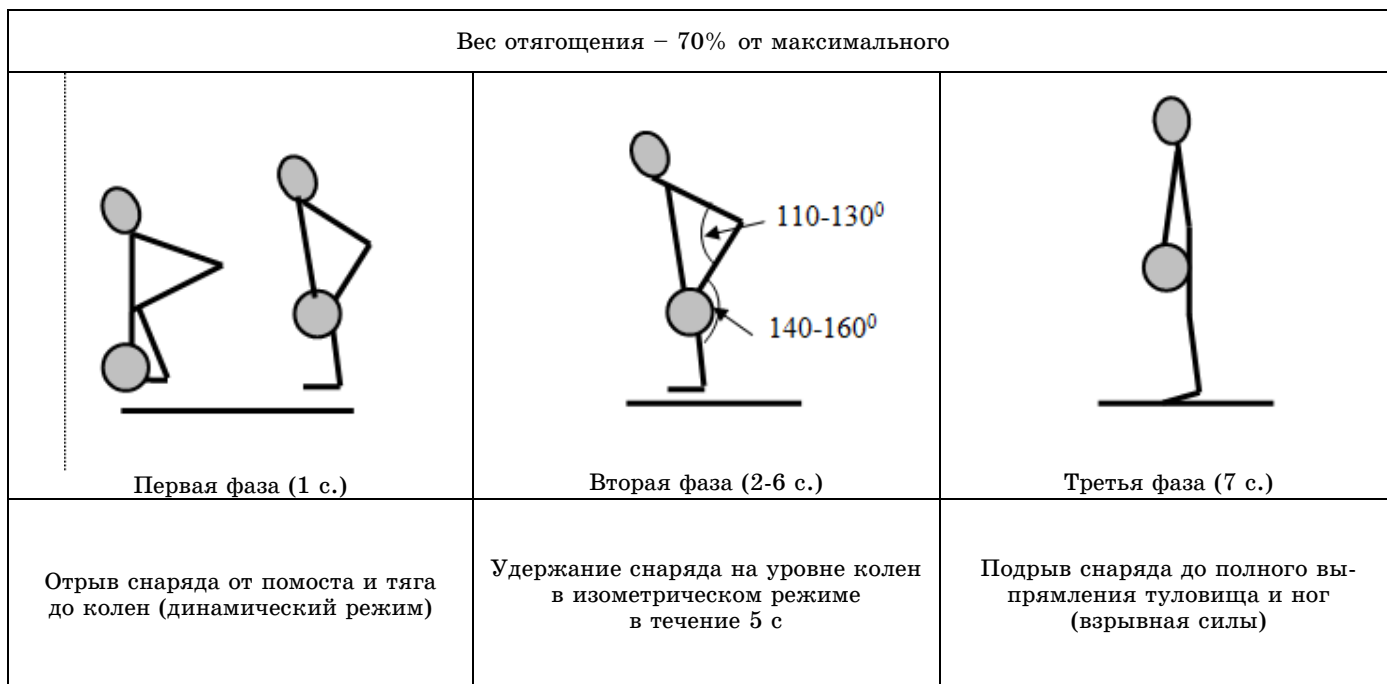 Вес отягощения – 70% от максимального
110-130⁰
140-160⁰
Первая фаза (1 с.)
Вторая фаза (2-6 с.)
Третья фаза (7 с.)
Отрыв снаряда от помоста и тяга
до колен (динамический режим)
Удержание снаряда на уровне колен
в изометрическом режиме
в течение 5 с
Подрыв снаряда до полного вы-
прямления туловища и ног
(взрывная силы)